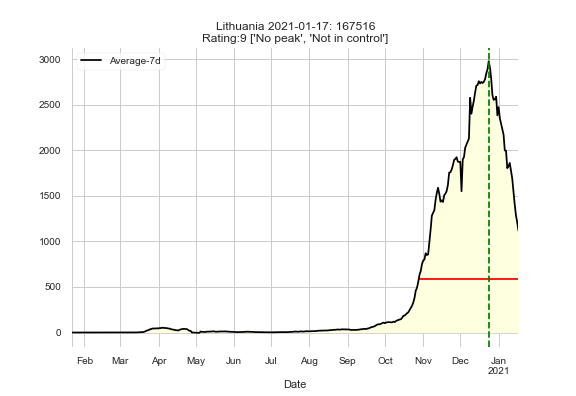 Lithuania 2021-01-17: 167516
Rating:9 ['No peak', 'Not in control']
Average-7d
3000
2500
2000
1500
1000
500
0
Feb Mar Apr May Jun Jul Aug Sep Oct Nov Dec Jan
2021
Date